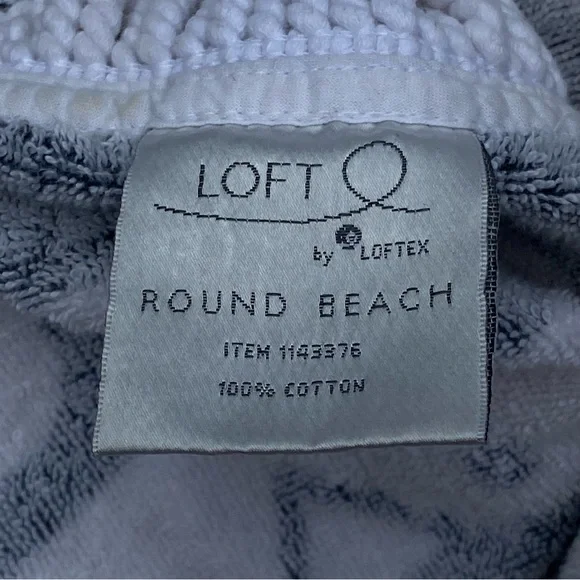 LOFT
by LOFTEX
ROUND BEACH
ITEM 1143376
100% COTTON